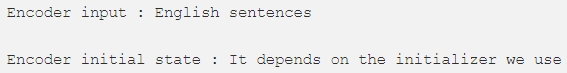 Encoder input : English sentences
Encoder initial state : It depends on the initializer we use